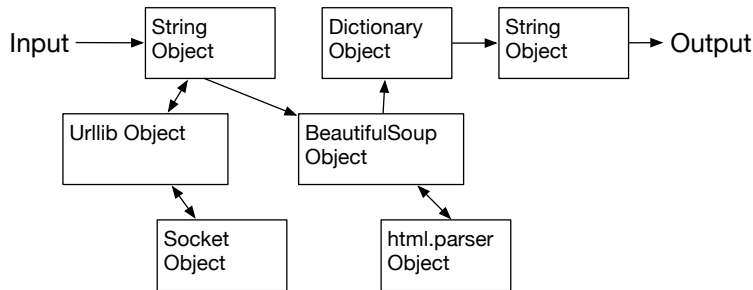 Input
String
Object
Dictionary
Object
String
Object
Output
Urllib Object
BeautifulSoup
Object
Socket
Object
html.parser
Object